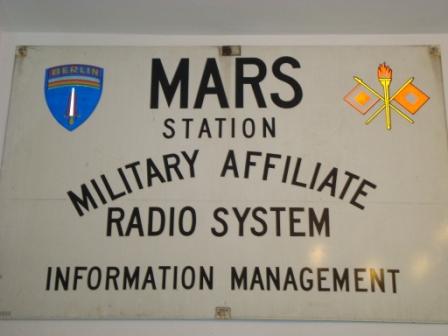 BERLIN
MARS
STATION
MILITARY AFFILIATE
RADIO SYSTEM
INFORMATION MANAGEMENT